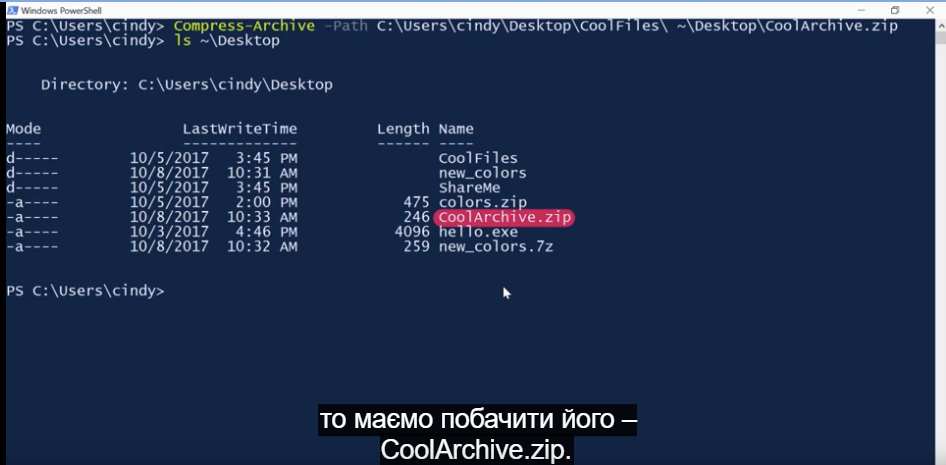 Windows PowerShell
PS C:\Users\cindy> Compress-Archive -Path C:\Users\cindy\Desktop\CoolFiles\ ~\Desktop\CoolArchive.zip
PS C:\Users\cindy> ls ~\Desktop
Directory: C:\Users\cindy\Desktop
Mode LastWriteTime Length Name
---- ------------- ------ ----
d----- 10/5/2017 3:45 PM CoolFiles
d----- 10/8/2017 10:31 AM new_colors
d----- 10/5/2017 3:45 PM ShareMe
-a---- 10/5/2017 2:00 PM 475 colors.zip
-a---- 10/8/2017 10:33 AM 246 CoolArchive.zip
-a---- 10/3/2017 4:46 PM 4096 hello.exe
-a---- 10/8/2017 10:32 AM 259 new_colors.7z
PS C:\Users\cindy>
то маємо побачити його –
CoolArchive.zip.